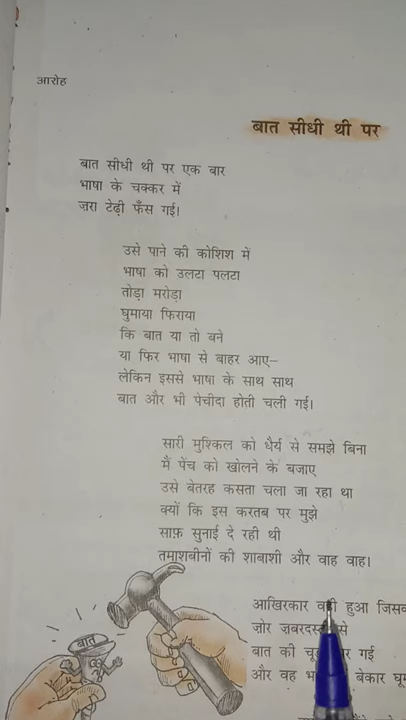 आरोह
बात सीधी थी पर
बात सीधी थी पर एक बार
भाषा के चक्कर में
ज़रा टेढ़ी फँस गई।
उसे पाने की कोशिश में
भाषा को उलटा पलटा
तोड़ा मरोड़ा
घुमाया फिराया
कि बात या तो बने
या फिर भाषा से बाहर आए–
लेकिन इससे भाषा के साथ साथ
बात और भी पेचीदा होती चली गई।
सारी मुश्किल को धैर्य से समझे बिना
मैं पेंच को खोलने के बजाए
उसे बेतरह कसता चला जा रहा था
क्यों कि इस करतब पर मुझे
साफ़ सुनाई दे रही थी
तमाशबीनों की शाबाशी और वाह वाह।
आखिरकार हुआ
ज़ोर से
बात की गई
और वह बेकार
बात